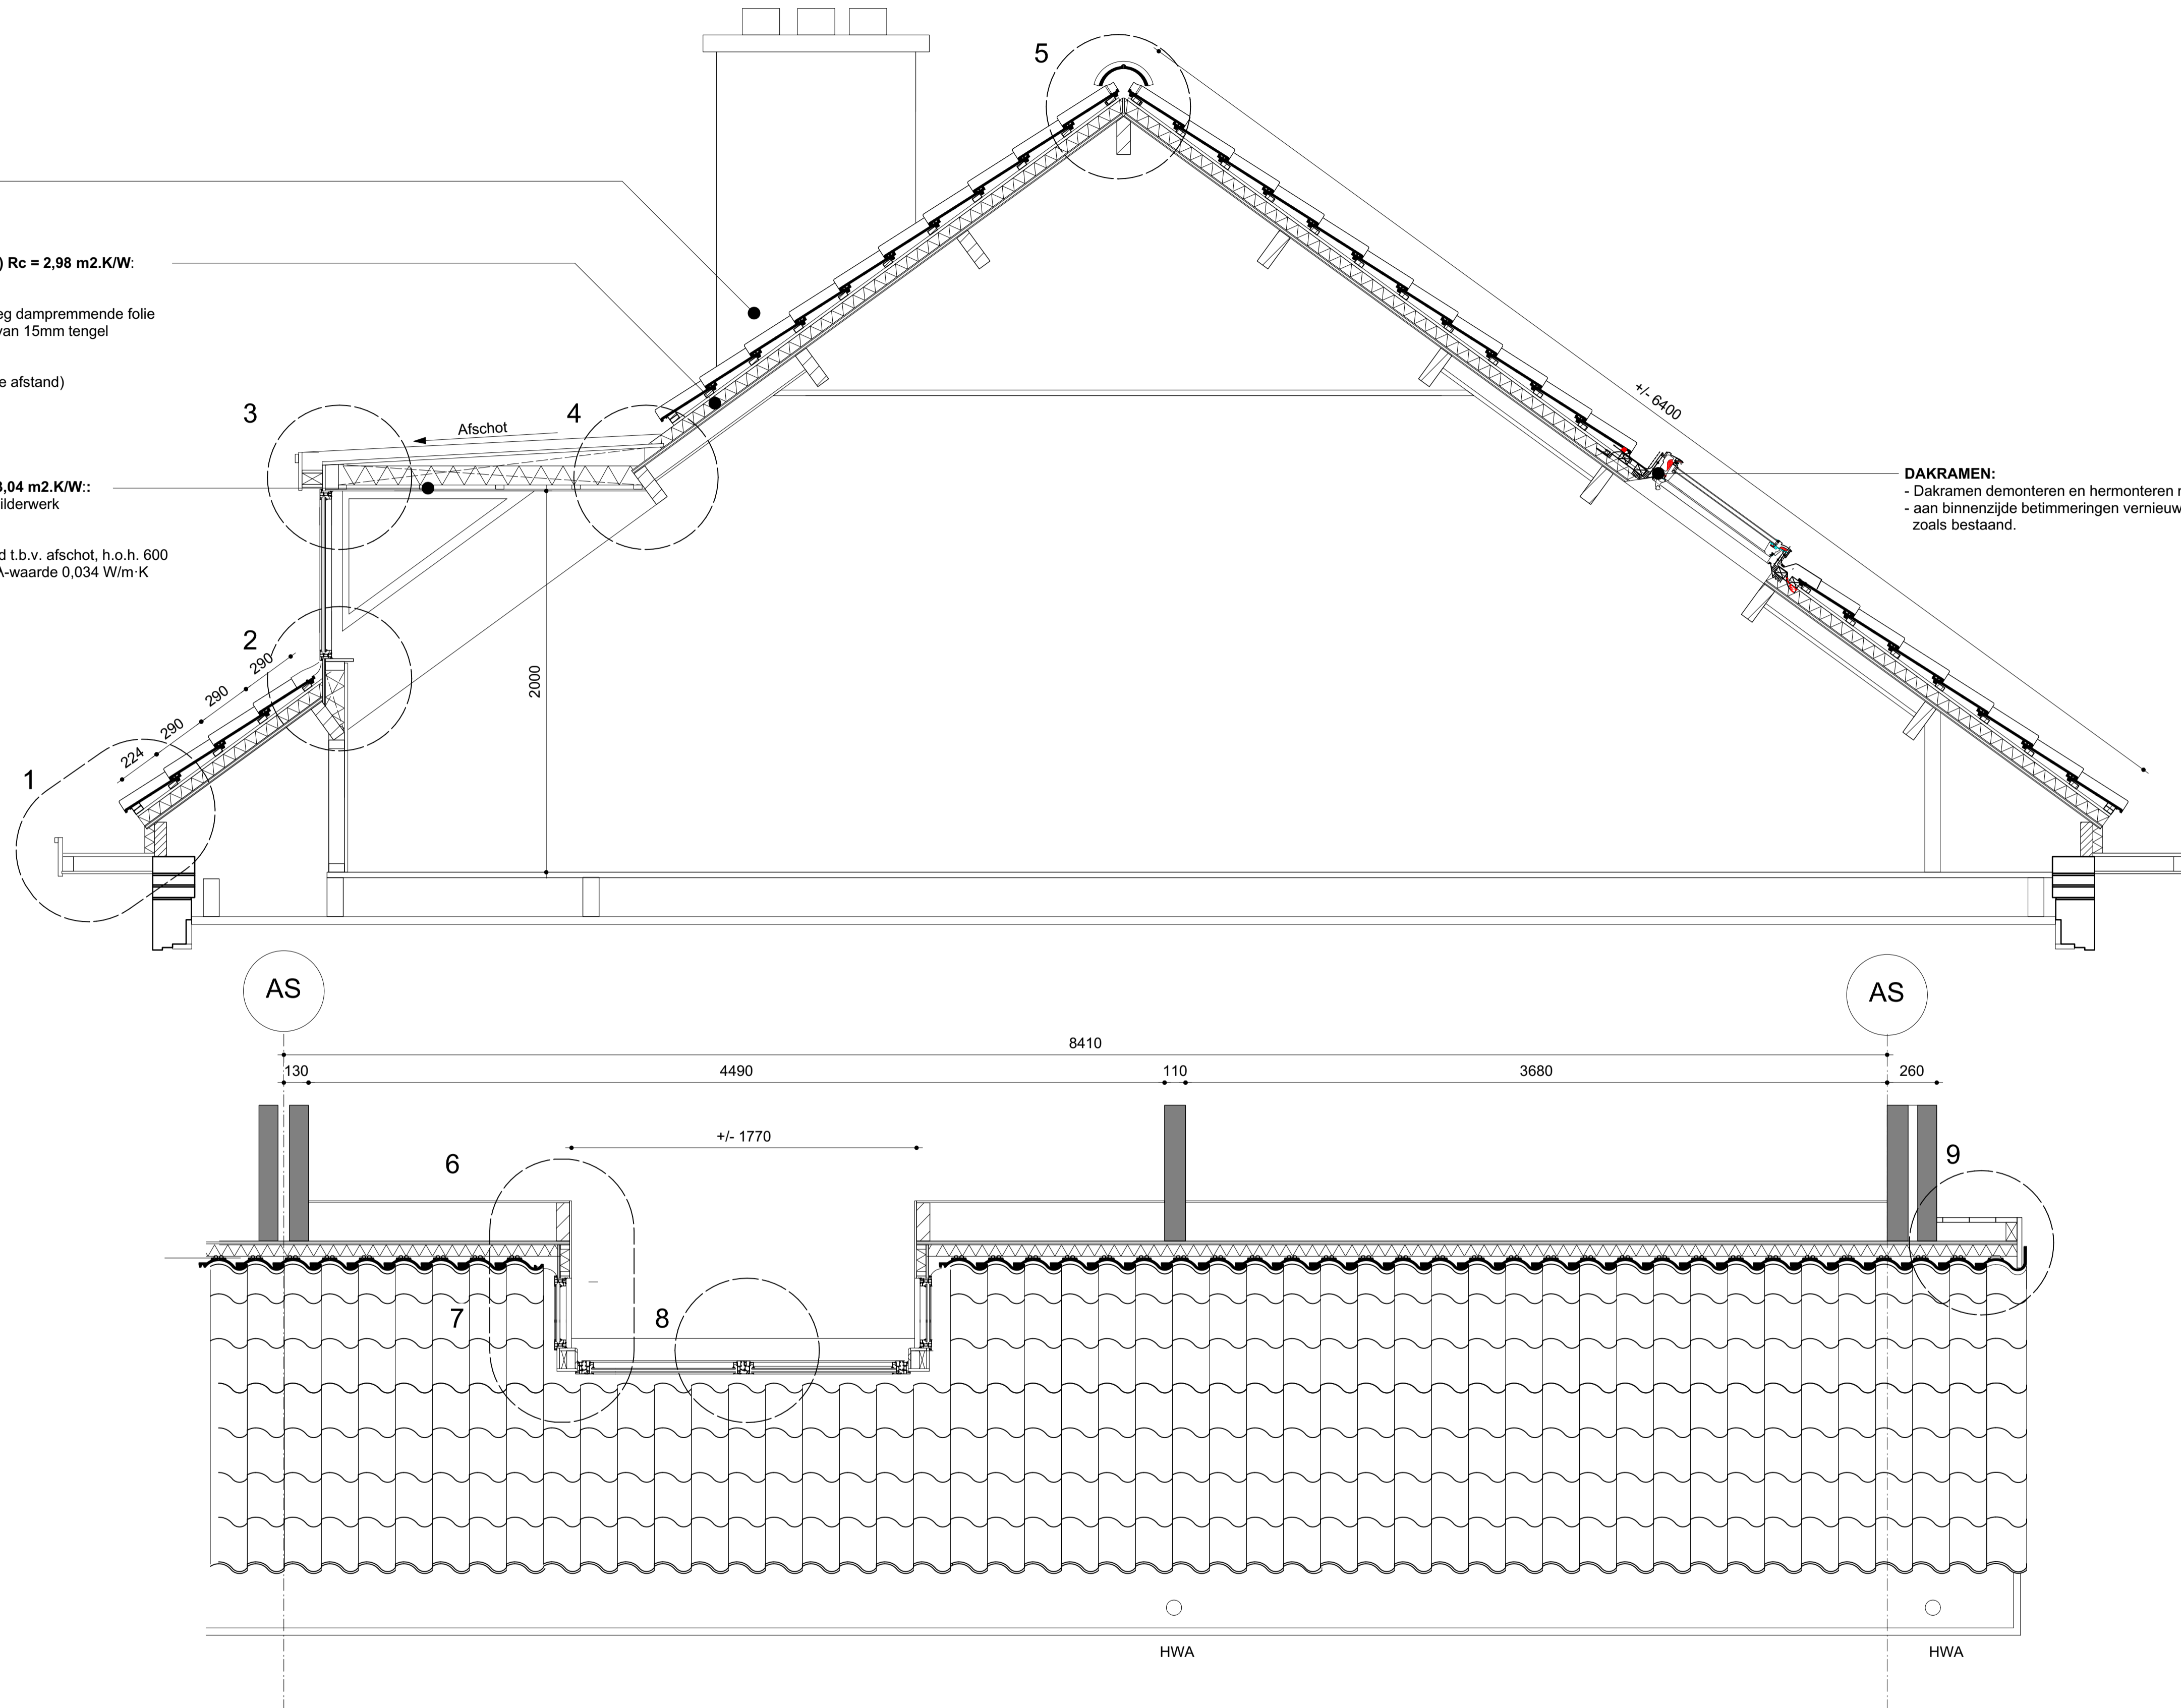 5
) Rc = 2,98 m2.K/W:
eg dampremmende folie
van 15mm tengel
e afstand)
3
4
Afschot
+/- 6400
3,04 m2.K/W::
ilderwerk
d t.b.v. afschot, h.o.h. 600
-waarde 0,034 W/m·K
DAKRAMEN:
- Dakramen demonteren en hermonteren
- aan binnenzijde betimmeringen vernieuw
zoals bestaand.
2
290
290
290
224
2000
1
AS
AS
8410
130
4490
110
3680
260
+/- 1770
6
9
7
8
HWA
HWA